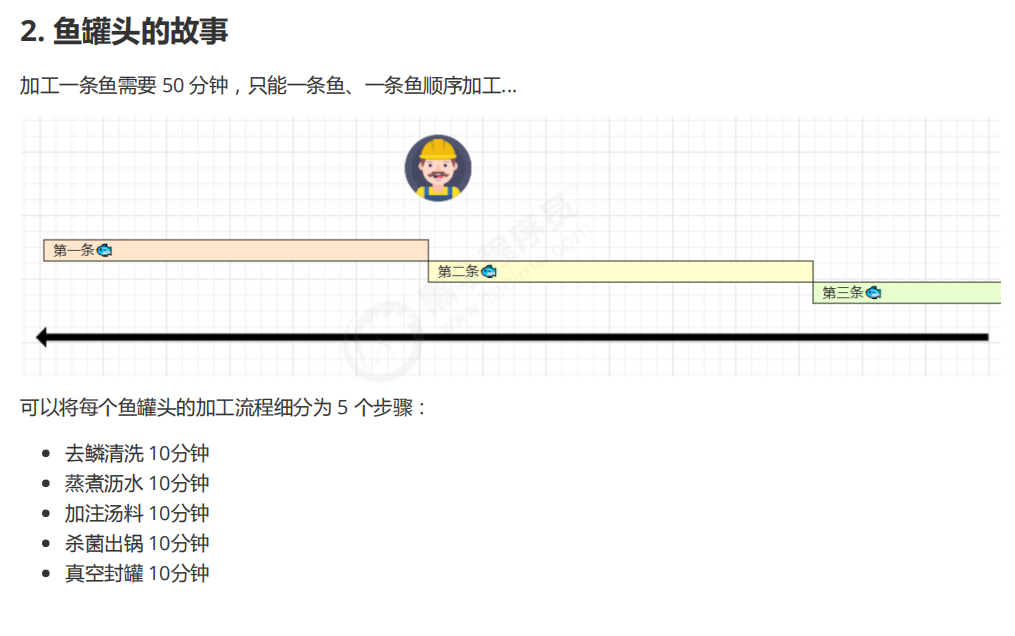 2. 鱼罐头的故事
加工一条鱼需要 50 分钟，只能一条鱼、一条鱼顺序加工...
第一条
第二条
第三条
可以将每个鱼罐头的加工流程细分为 5 个步骤：
去鳞清洗 10分钟
蒸煮沥水 10分钟
加注汤料 10分钟
杀菌出锅 10分钟
真空封罐 10分钟